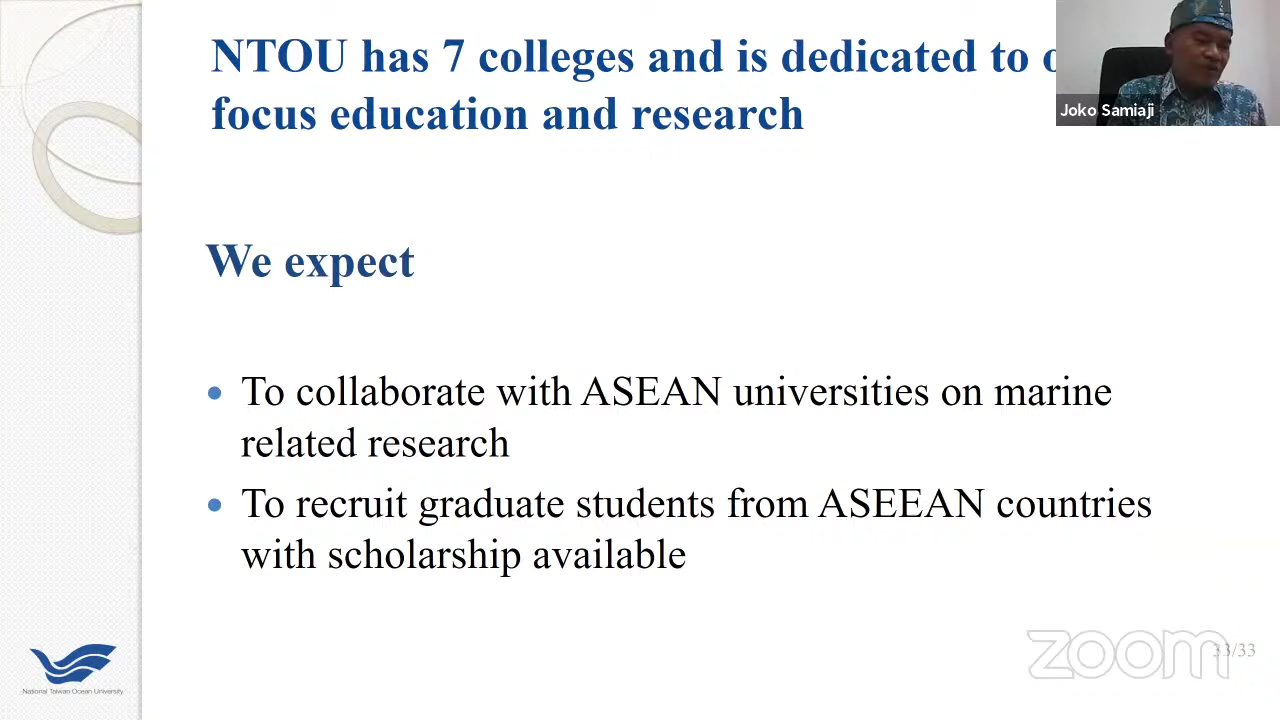 NTOU has 7 colleges and is dedicated to
focus education and research
Joko Samiaji
We expect
• To collaborate with ASEAN universities on marine
related research
• To recruit graduate students from ASEEAN countries
with scholarship available
National Taiwan Ocean University
zoom
33/33